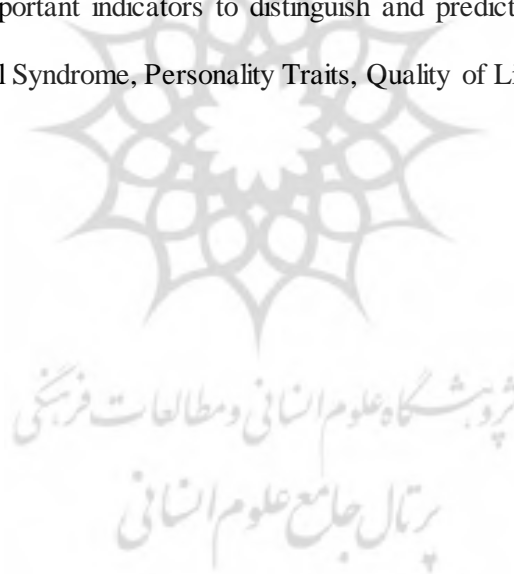 portant indicators to distinguish and predict
l Syndrome, Personality Traits, Quality of Li
پژوهشگاه علوم انسانی و مطالعات فرهنگی
پرتال جامع علوم انسانی